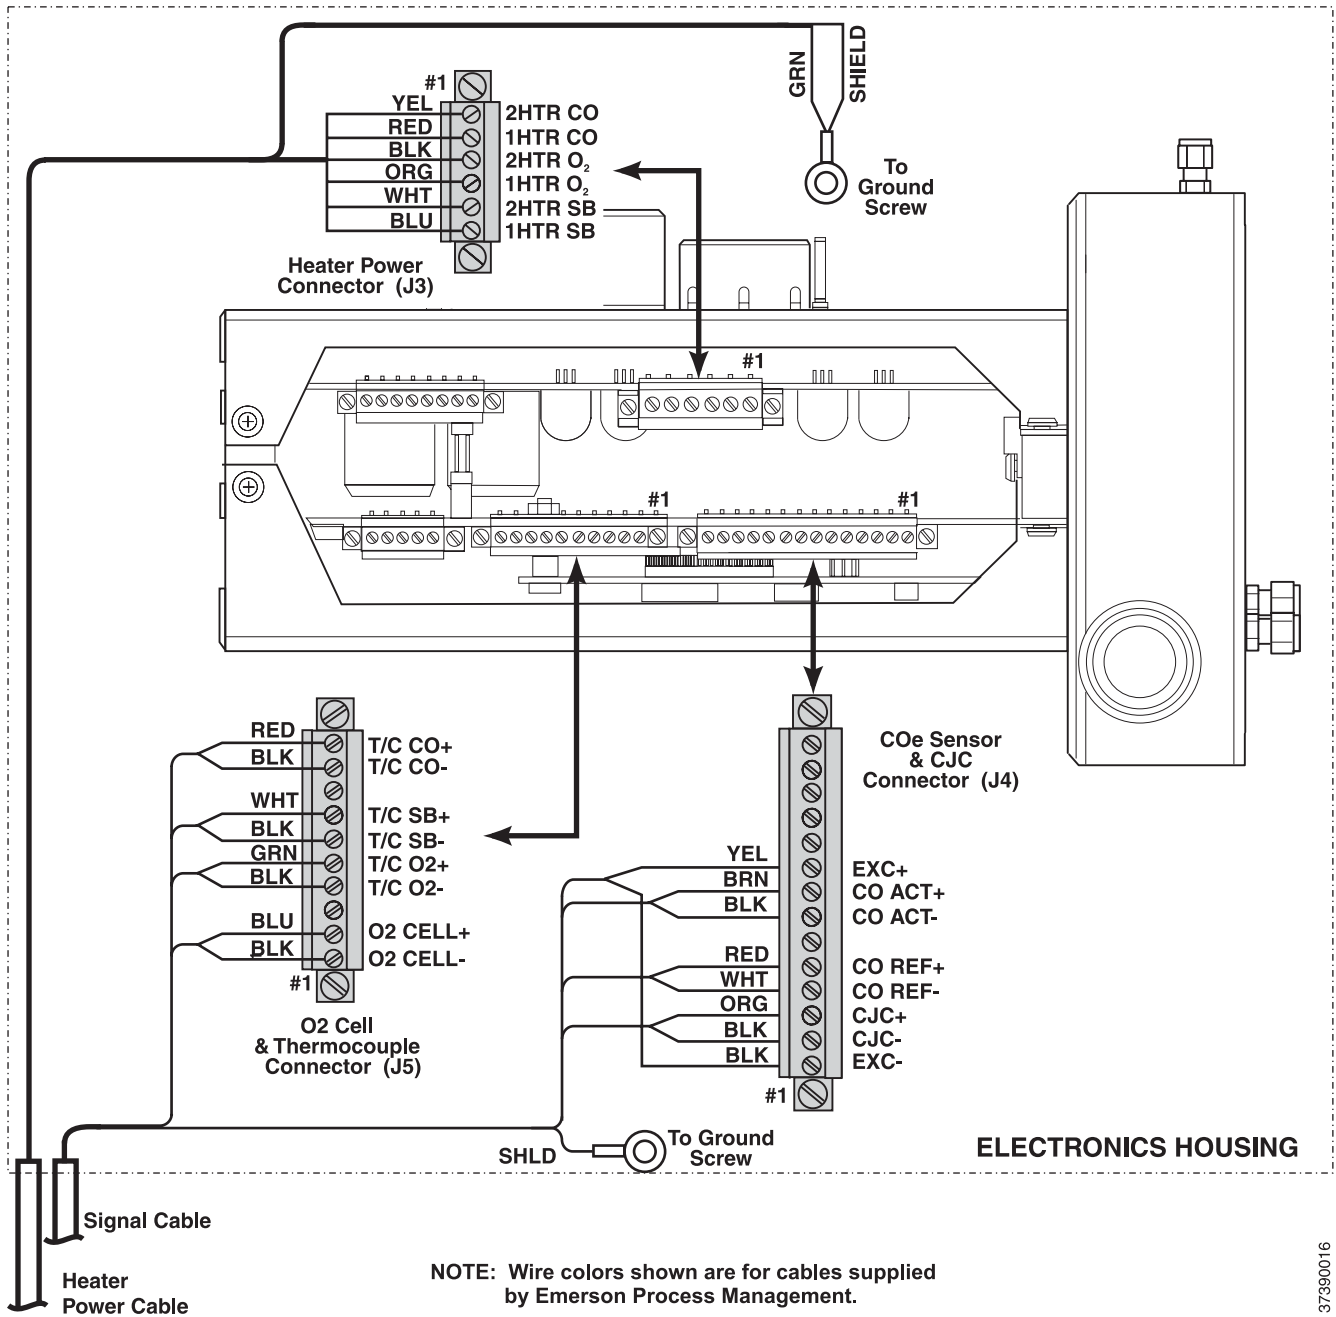 GRN
SHIELD
To
Ground
Screw
#1
YEL
RED
BLK
ORG
WHT
BLU
2HTR CO
1HTR CO
2HTR O2
1HTR O2
2HTR SB
1HTR SB
Heater Power
Connector (J3)
#1
#1
#1
RED
BLK
WHT
BLK
GRN
BLK
BLU
BLK
#1
T/C CO+
T/C CO-
T/C SB+
T/C SB-
T/C O2+
T/C O2-
O2 CELL+
O2 CELL-
O2 Cell
& Thermocouple
Connector (J5)
COe Sensor
& CJC
Connector (J4)
YEL
BRN
BLK
RED
WHT
ORG
BLK
BLK
#1
EXC+
CO ACT+
CO ACT-
CO REF+
CO REF-
CJC+
CJC-
EXC-
SHLD
To Ground
Screw
ELECTRONICS HOUSING
Signal Cable
Heater
Power Cable
NOTE: Wire colors shown are for cables supplied
by Emerson Process Management.
37390016